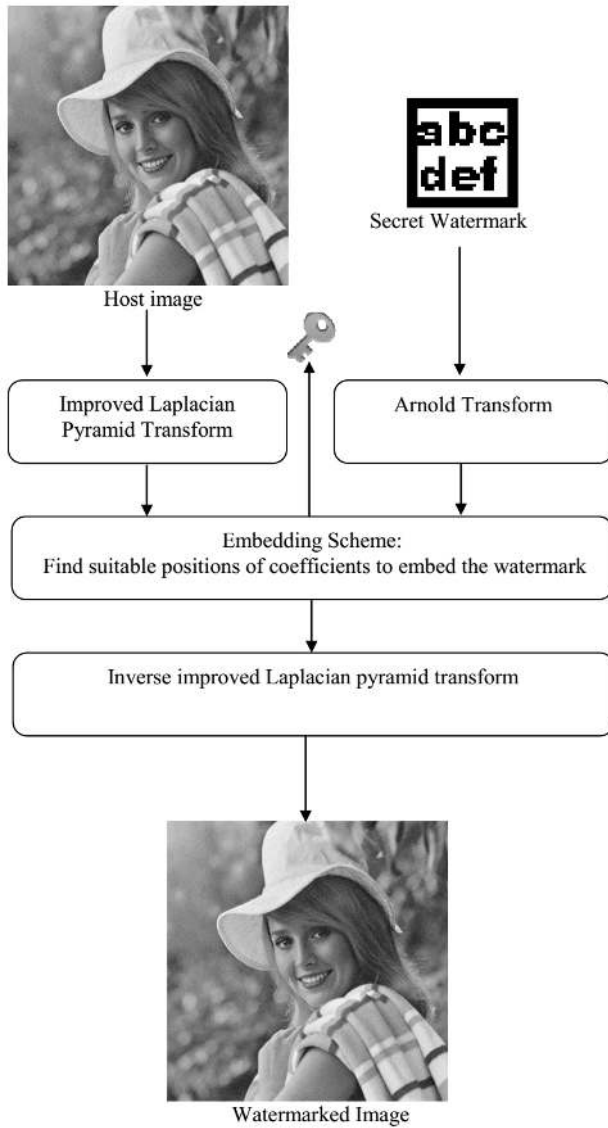 abc
def
Secret Watermark
Host image
Improved Laplacian
Pyramid Transform
Arnold Transform
Embedding Scheme:
Find suitable positions of coefficients to embed the watermark
Inverse improved Laplacian pyramid transform
Watermarked Image